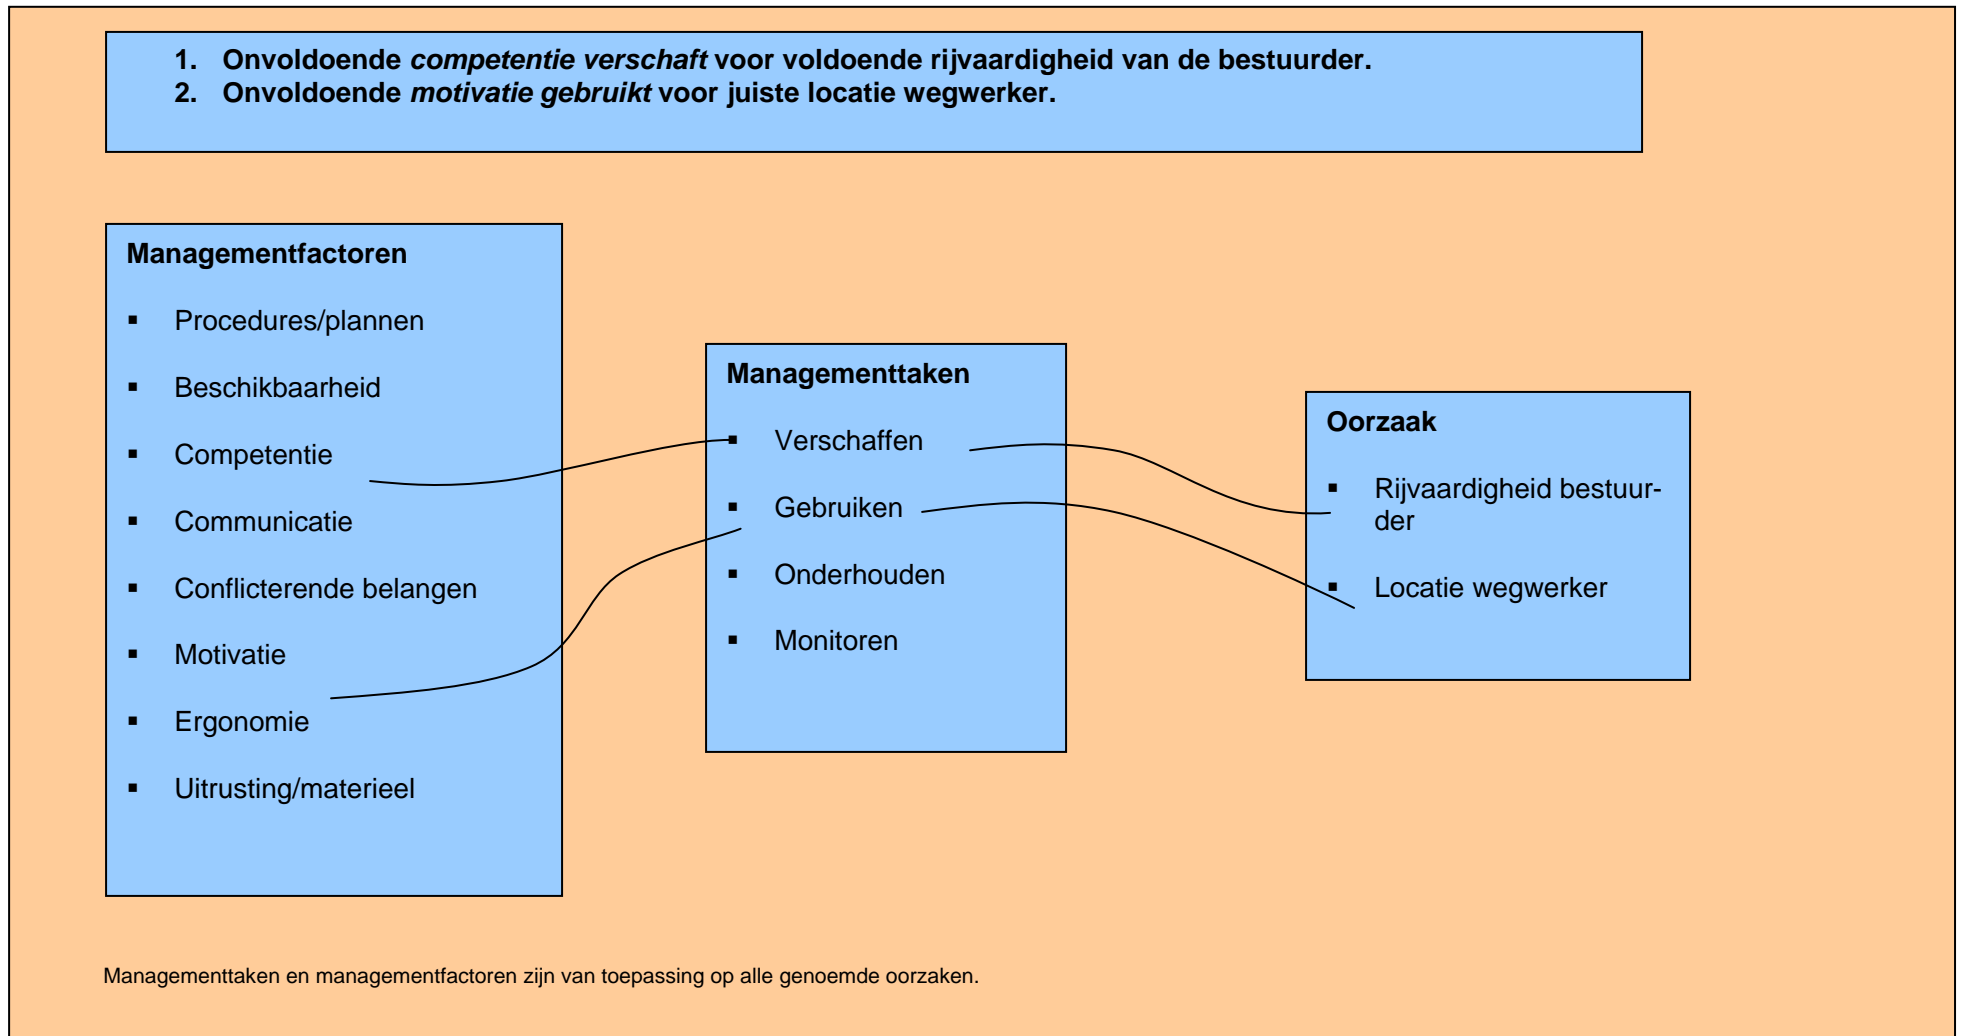 1. Onvoldoende competentie verschaft voor voldoende rijvaardigheid van de bestuurder.
2. Onvoldoende motivatie gebruikt voor juiste locatie wegwerker.
Managementfactoren
▪ Procedures/plannen
▪ Beschikbaarheid
▪ Competentie
▪ Communicatie
▪ Conflicterende belangen
▪ Motivatie
▪ Ergonomie
▪ Uitrusting/materieel
Managementtaken
▪ Verschaffen
▪ Gebruiken
▪ Onderhouden
▪ Monitoren
Oorzaak
▪ Rijvaardigheid bestuur-
der
▪ Locatie wegwerker
Managementtaken en managementfactoren zijn van toepassing op alle genoemde oorzaken.